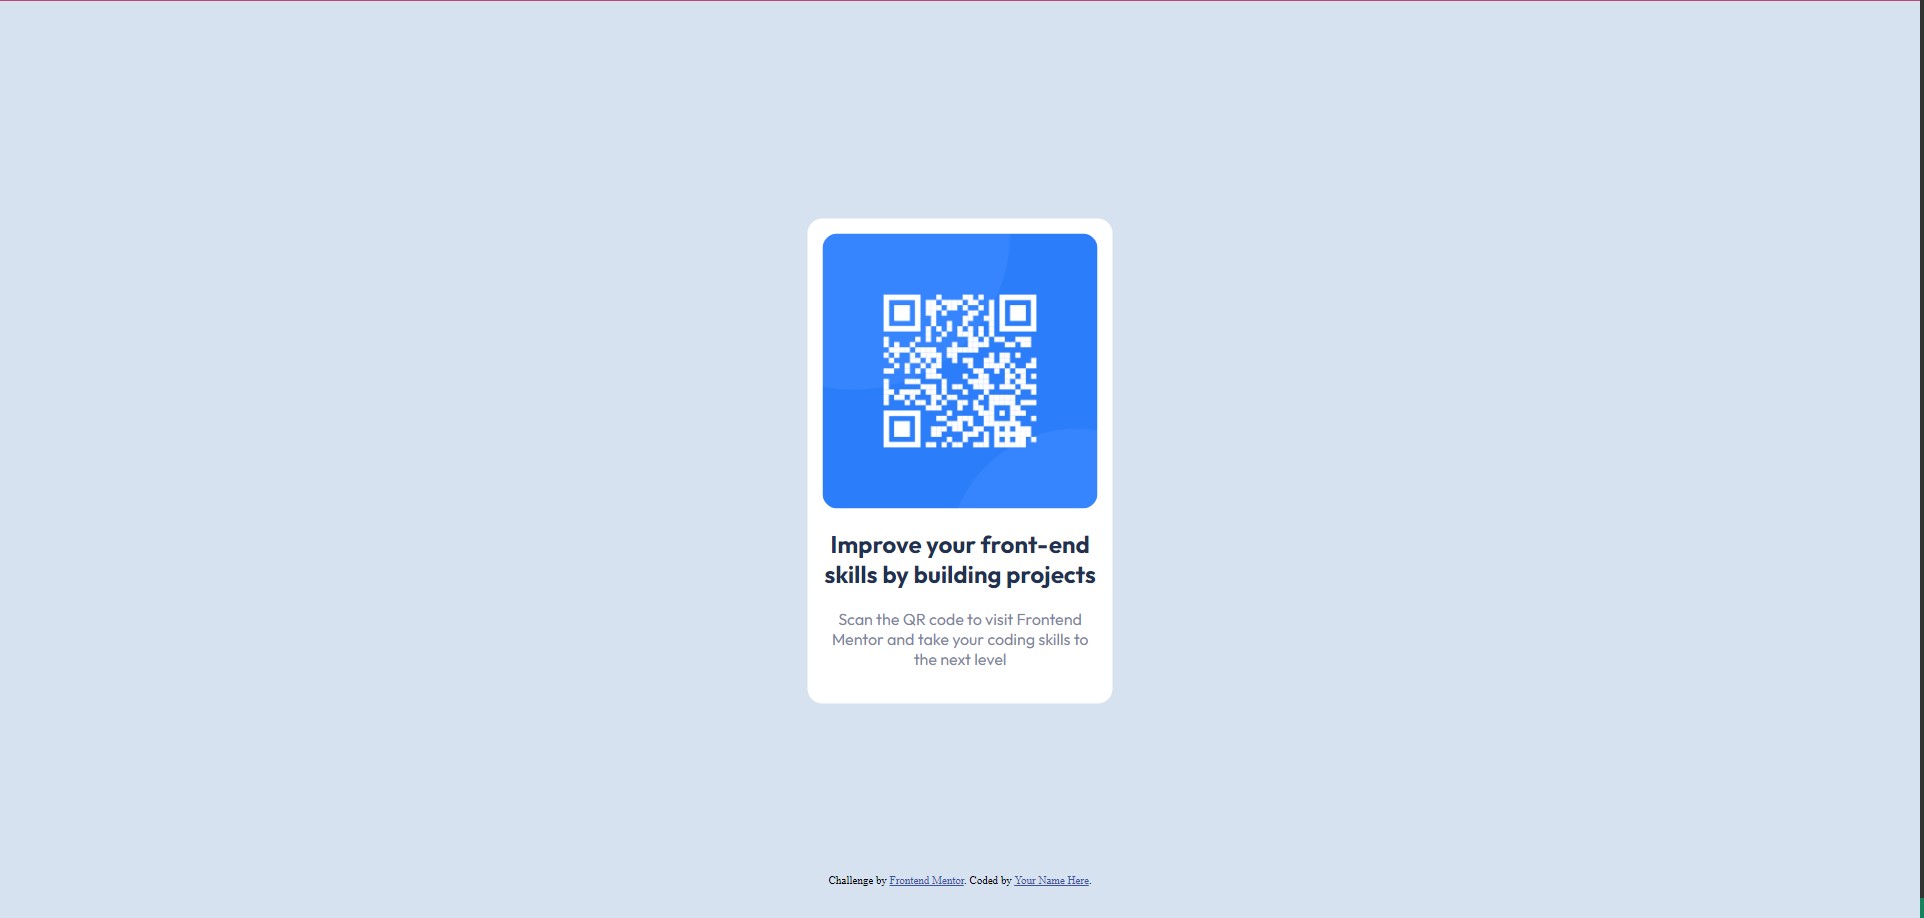 Improve your front-end
skills by building projects
Scan the QR code to visit Frontend
Mentor and take your coding skills to
the next level
Challenge by Frontend Mentor. Coded by Your Name Here.